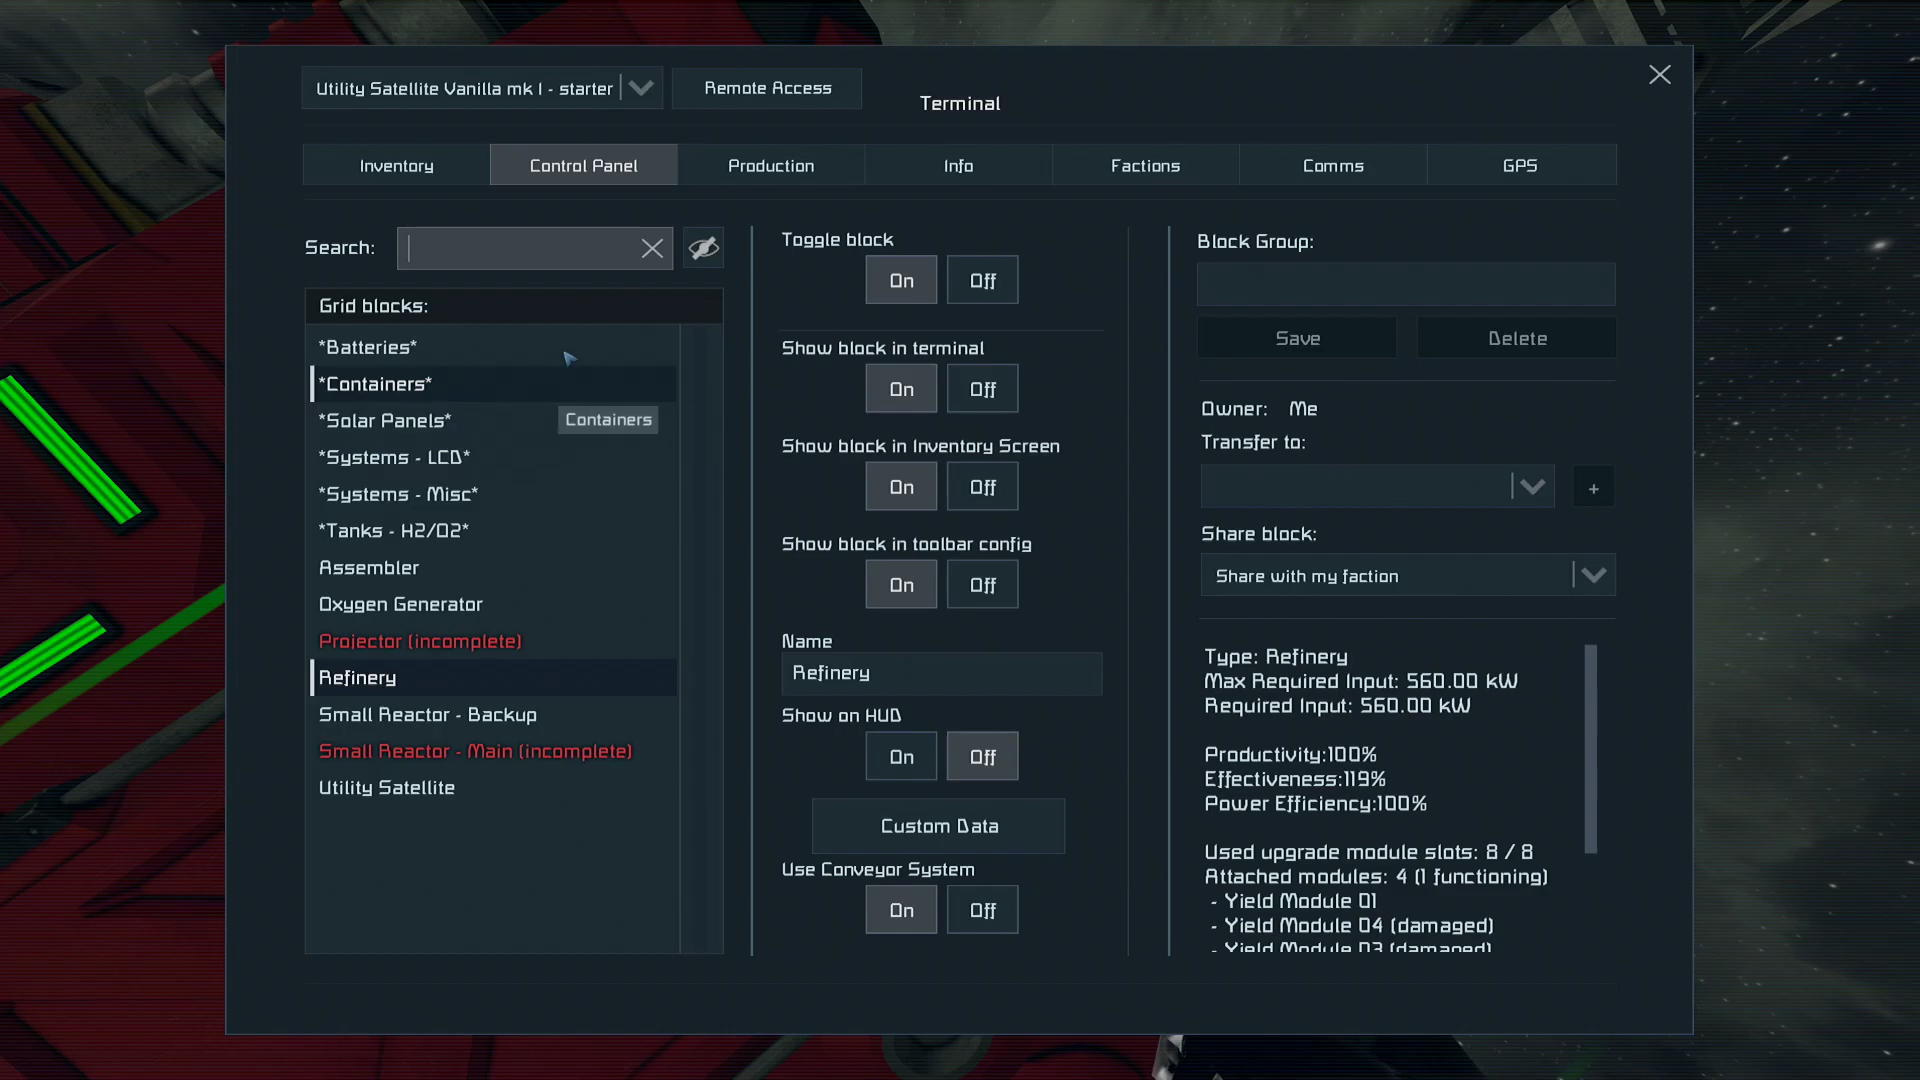 Utility Satellite Vanilla mk I - starter
Remote Access
Terminal
Inventory
Control Panel
Production
Info
Factions
Comms
GPS
Search:
Grid blocks:
*Batteries*
*Containers*
*Solar Panels*
Containers
*Systems - LCD*
*Systems - Misc*
*Tanks - H2/O2*
Assembler
Oxygen Generator
Projector (incomplete)
Refinery
Small Reactor - Backup
Small Reactor - Main (incomplete)
Utility Satellite
Toggle block
On Off
Show block in terminal
On Off
Show block in Inventory Screen
On Off
Show block in toolbar config
On Off
Name
Refinery
Show on HUD
On Off
Custom Data
Use Conveyor System
On Off
Block Group:
Save Delete
Owner: Me
Transfer to:
+
Share block:
Share with my faction
Type: Refinery
Max Required Input: 560.00 kW
Required Input: 560.00 kW
Productivity:100%
Effectiveness:119%
Power Efficiency:100%
Used upgrade module slots: 8 / 8
Attached modules: 4 (1 functioning)
- Yield Module 01
- Yield Module 04 (damaged)
- Yield Module 03 (damaged)